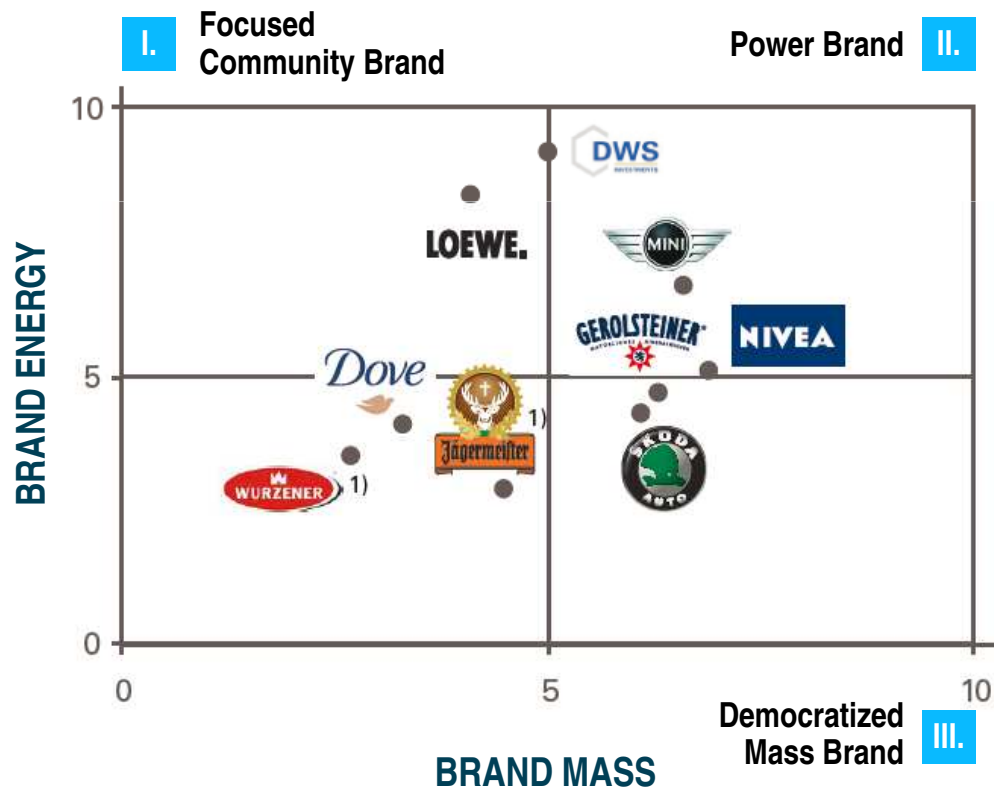 I.
Focused
Community Brand
Power Brand
II.
10
DWS
INVESTMENTS
LOEWE.
MINI
GEROLSTEINER
NIVEA
BRAND ENERGY
5
Dove
1)
Jägermeister
ŠKODA
AUTO
WURZENER
1)
0
0
5
10
Democratized
Mass Brand
III.
BRAND MASS